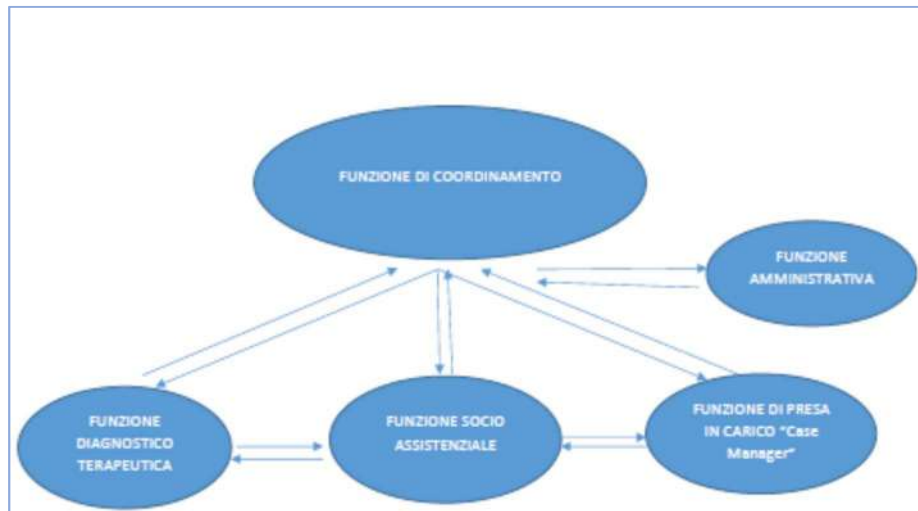 FUNZIONE DI COORDINAMENTO
FUNZIONE
AMMINISTRATIVA
FUNZIONE
DIAGNOSTICO
TERAPEUTICA
FUNZIONE SOCIO
ASSISTENZIALE
FUNZIONE DI PRESA
IN CARICO "Case
Manager"